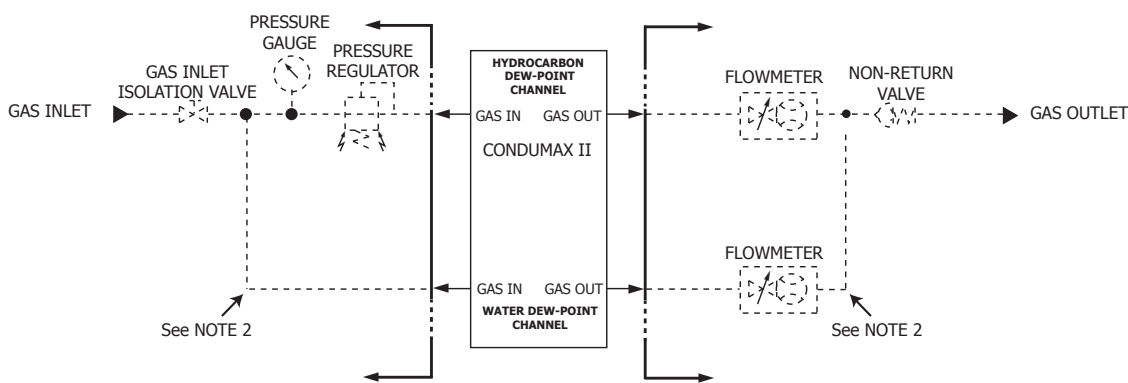 PRESSURE
GAUGE
PRESSURE
REGULATOR
GAS INLET
ISOLATION VALVE
GAS INLET
HYDROCARBON
DEW-POINT
CHANNEL
GAS IN
GAS OUT
CONDUMAX II
FLOWMETER
NON-RETURN
VALVE
GAS OUTLET
GAS IN
GAS OUT
WATER DEW-POINT
CHANNEL
FLOWMETER
See NOTE 2
See NOTE 2